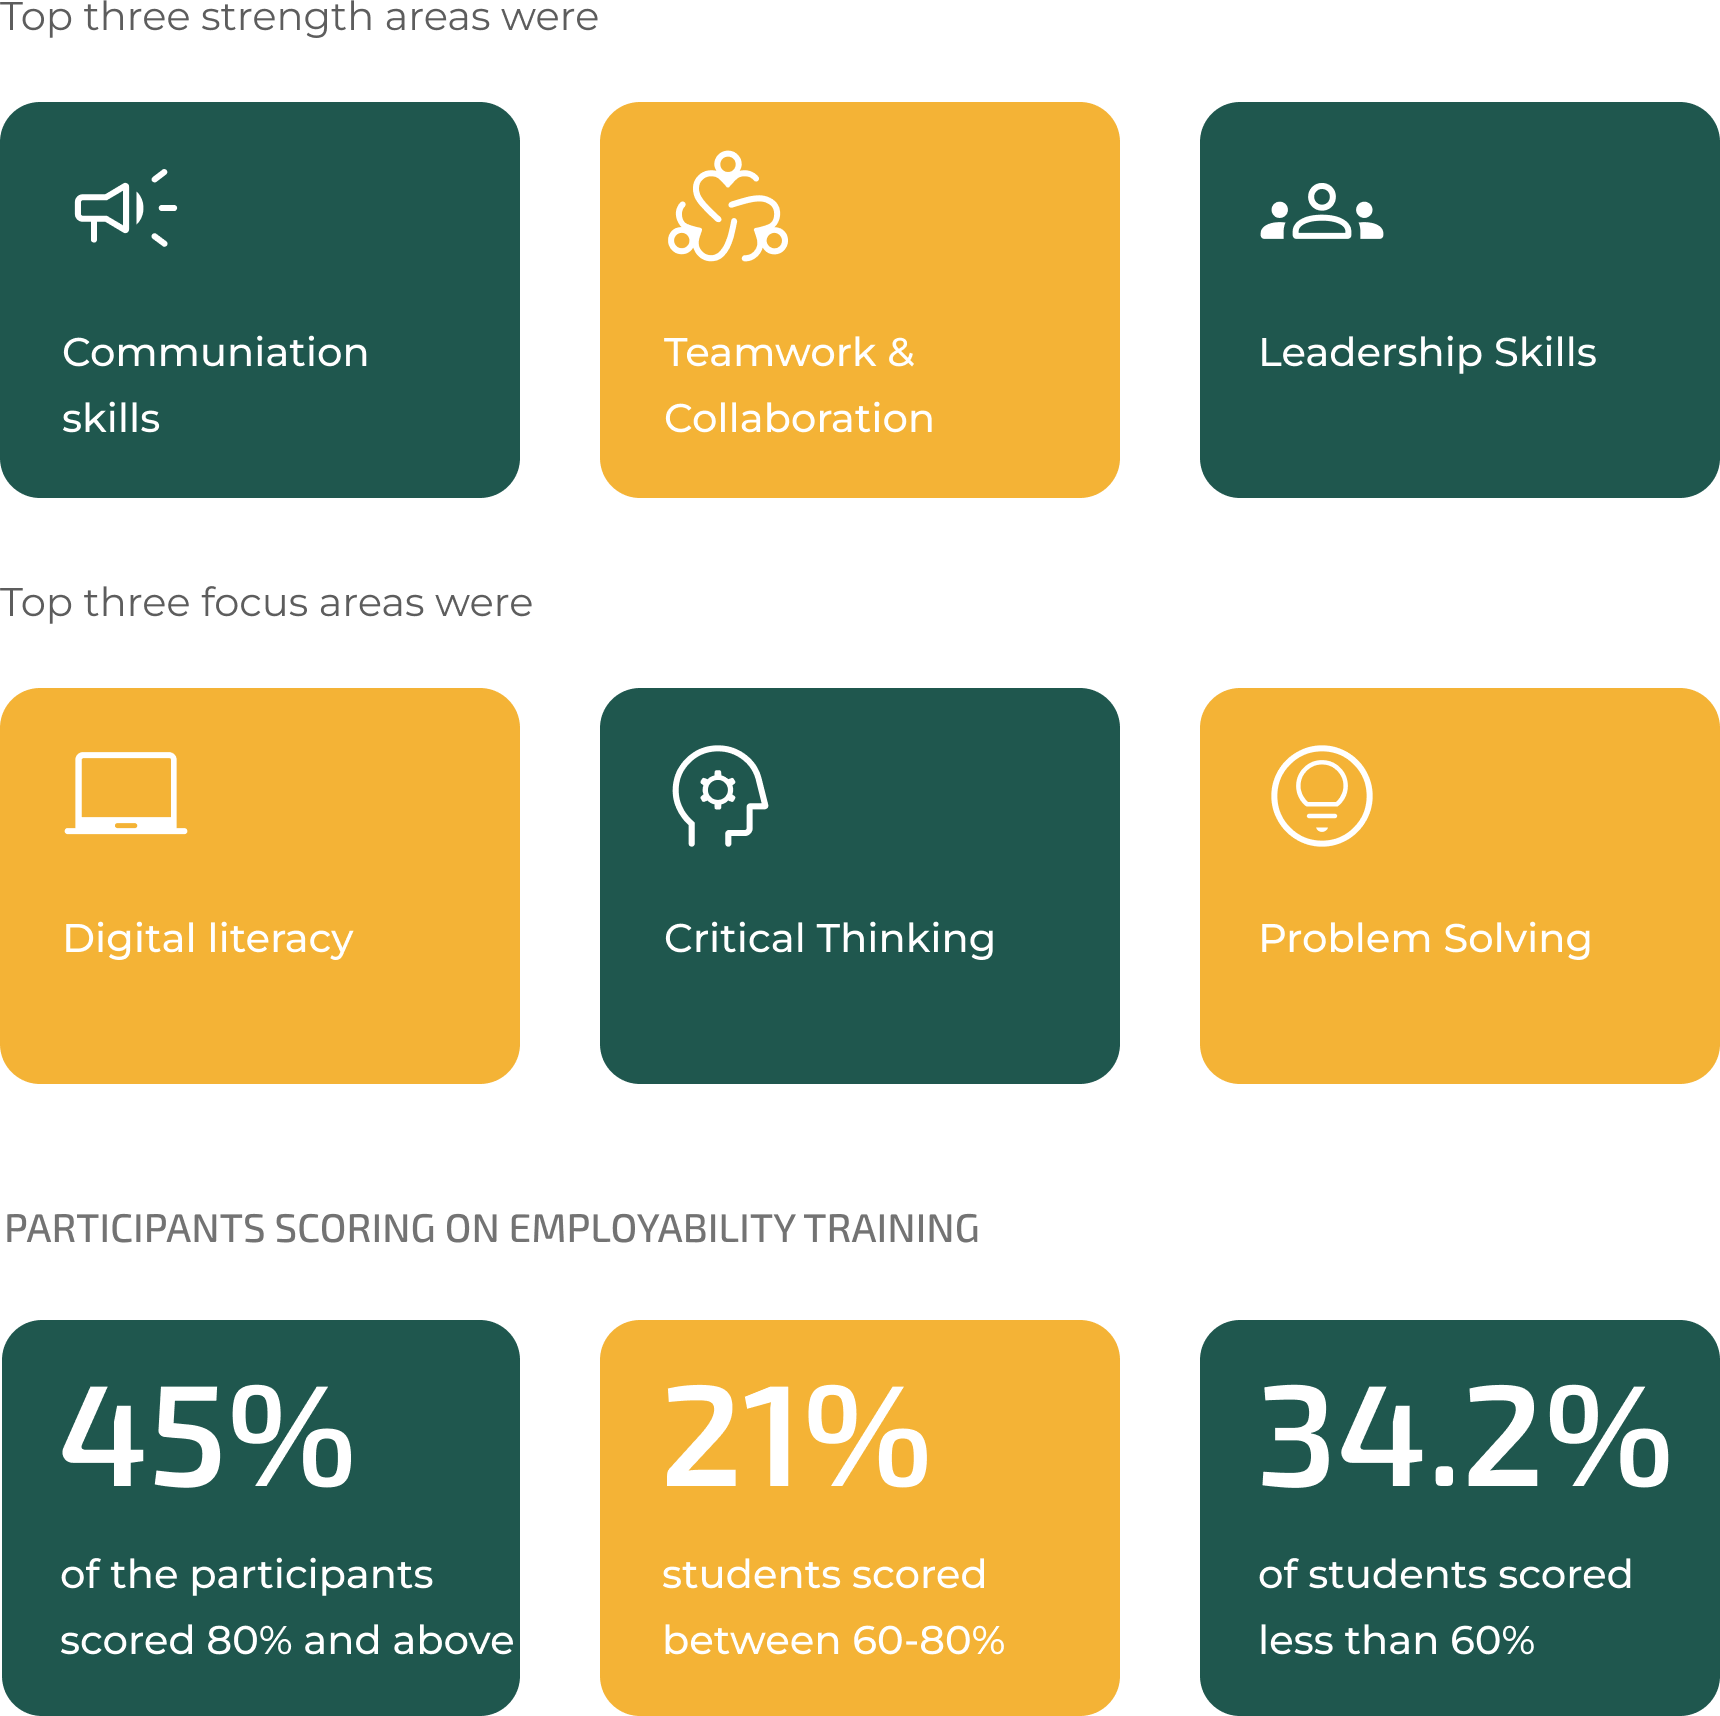 Top three strength areas were
Communiation
skills
Teamwork &
Collaboration
Leadership Skills
Top three focus areas were
Digital literacy
Critical Thinking
Problem Solving
PARTICIPANTS SCORING ON EMPLOYABILITY TRAINING
45%
of the participants
scored 80% and above
21%
students scored
between 60-80%
34.2%
of students scored
less than 60%